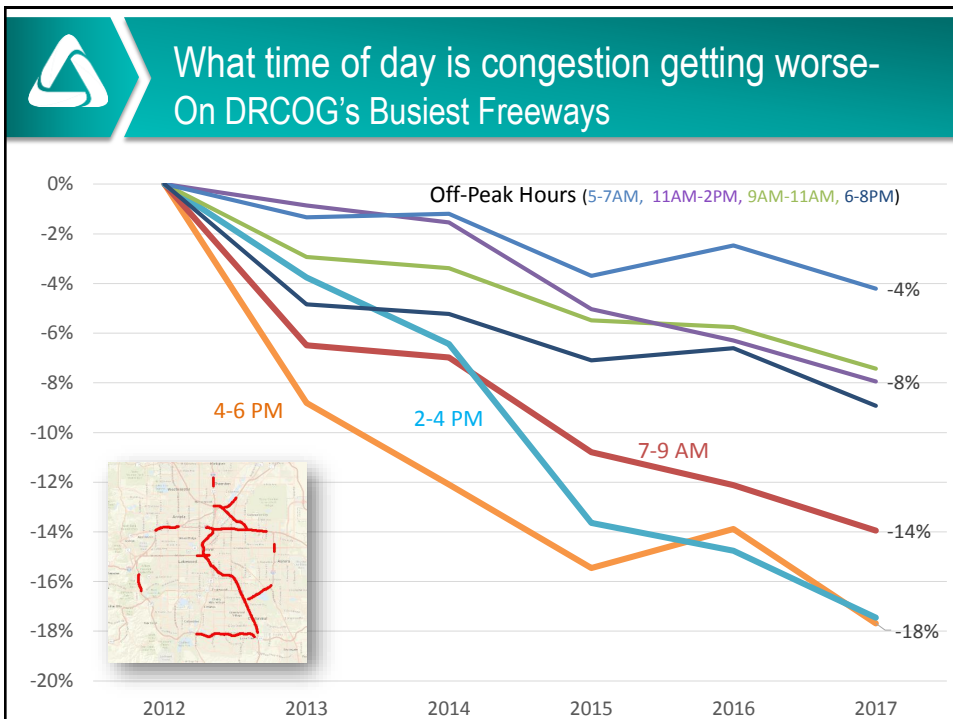 What time of day is congestion getting worse-
On DRCOG's Busiest Freeways
0%
Off-Peak Hours (5-7AM, 11AM-2PM, 9AM-11AM, 6-8PM)
-2%
-4%
-4%
-6%
-8%
-8%
4-6 PM
2-4 PM
-10%
7-9 AM
-12%
-14%
-14%
-16%
-18%
-18%
-20%
2012 2013 2014 2015 2016 2017